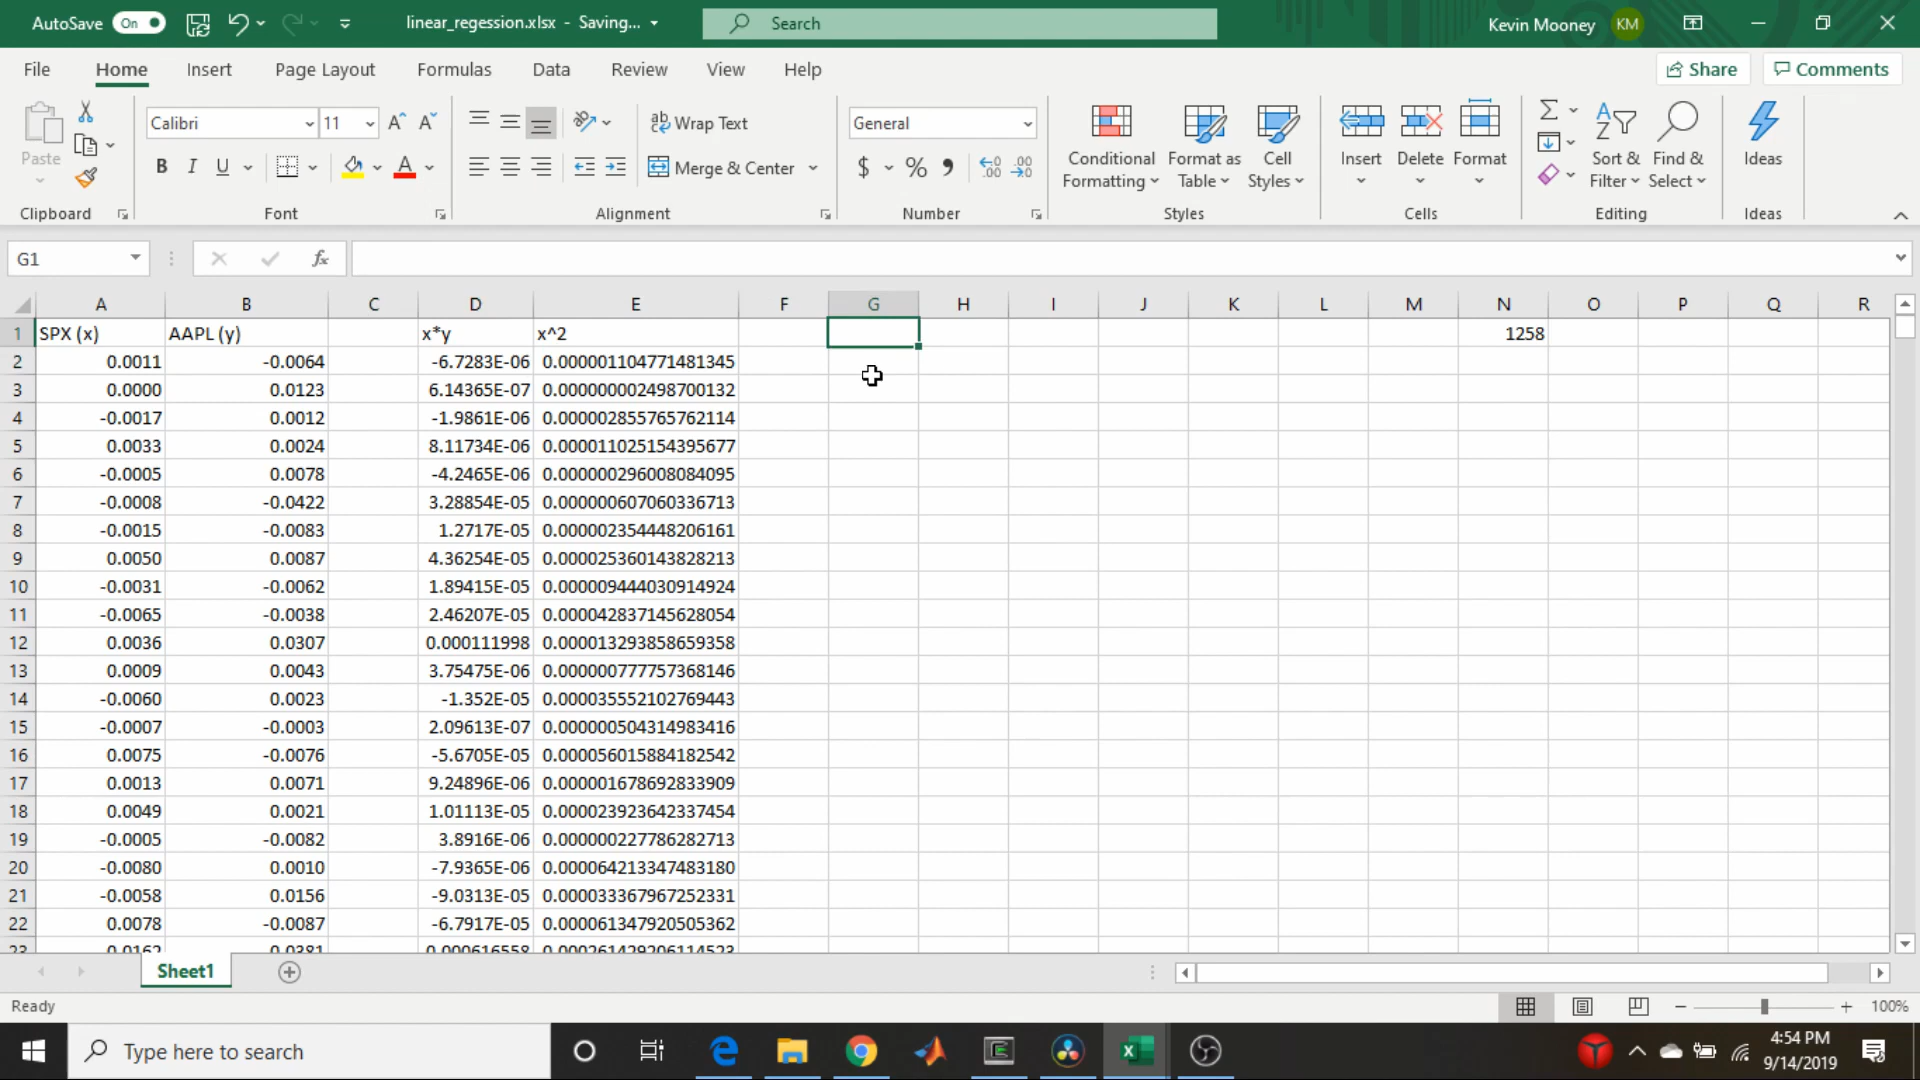 AutoSave On linear_regession.xlsx - Saving... Search Kevin Mooney KM
File Home Insert Page Layout Formulas Data Review View Help Share Comments
Paste Calibri 11 Wrap Text General Conditional Formatting Format as Table Cell Styles Insert Delete Format Sort & Filter Find & Select Ideas
B I U A Merge & Center $ % 9
Clipboard Font Alignment Number Styles Cells Editing Ideas
G1 fx
A B C D E F G H I J K L M N O P Q R
1 SPX (x) AAPL (y) x*y x^2 1258
2 0.0011 -0.0064 -6.7283E-06 0.000001104771481345
3 0.0000 0.0123 6.14365E-07 0.000000002498700132
4 -0.0017 0.0012 -1.9861E-06 0.000002855765762114
5 0.0033 0.0024 8.11734E-06 0.000011025154395677
6 -0.0005 0.0078 -4.2465E-06 0.000000296008084095
7 -0.0008 -0.0422 3.28854E-05 0.000000607060336713
8 -0.0015 -0.0083 1.2717E-05 0.000002354448206161
9 0.0050 0.0087 4.36254E-05 0.000025360143828213
10 -0.0031 -0.0062 1.89415E-05 0.000009444030914924
11 -0.0065 -0.0038 2.46207E-05 0.000042837145628054
12 0.0036 0.0307 0.000111998 0.000013293858659358
13 0.0009 0.0043 3.75475E-06 0.000000777757368146
14 -0.0060 0.0023 -1.352E-05 0.000035552102769443
15 -0.0007 -0.0003 2.09613E-07 0.000000504314983416
16 0.0075 -0.0076 -5.6705E-05 0.000056015884182542
17 0.0013 0.0071 9.24896E-06 0.000001678692833909
18 0.0049 0.0021 1.01113E-05 0.000023923642337454
19 -0.0005 -0.0082 3.8916E-06 0.000000227786282713
20 -0.0080 0.0010 -7.9365E-06 0.000064213347483180
21 -0.0058 0.0156 -9.0313E-05 0.000033367967252331
22 0.0078 -0.0087 -6.7917E-05 0.000061347920505362
23 0.0162 0.0381 0.000616558 0.000261429206114523
Sheet1
Ready 100%
Type here to search 4:54 PM
9/14/2019